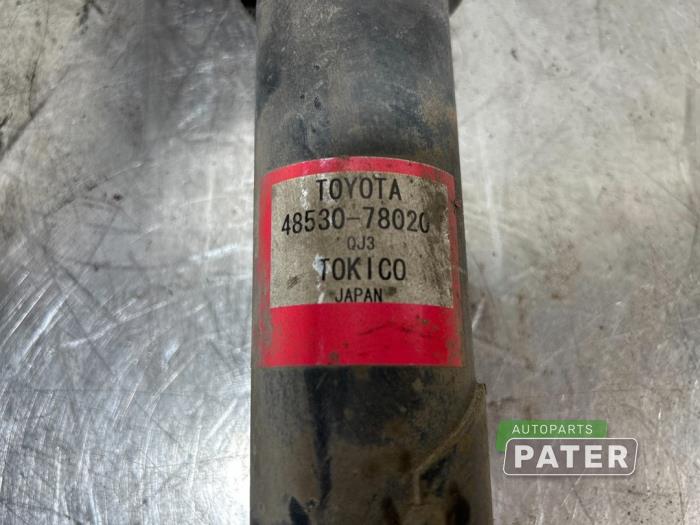 TOYOTA
48530-78020
QJ3
TOKICO
JAPAN
AUTOPARTS
PATER